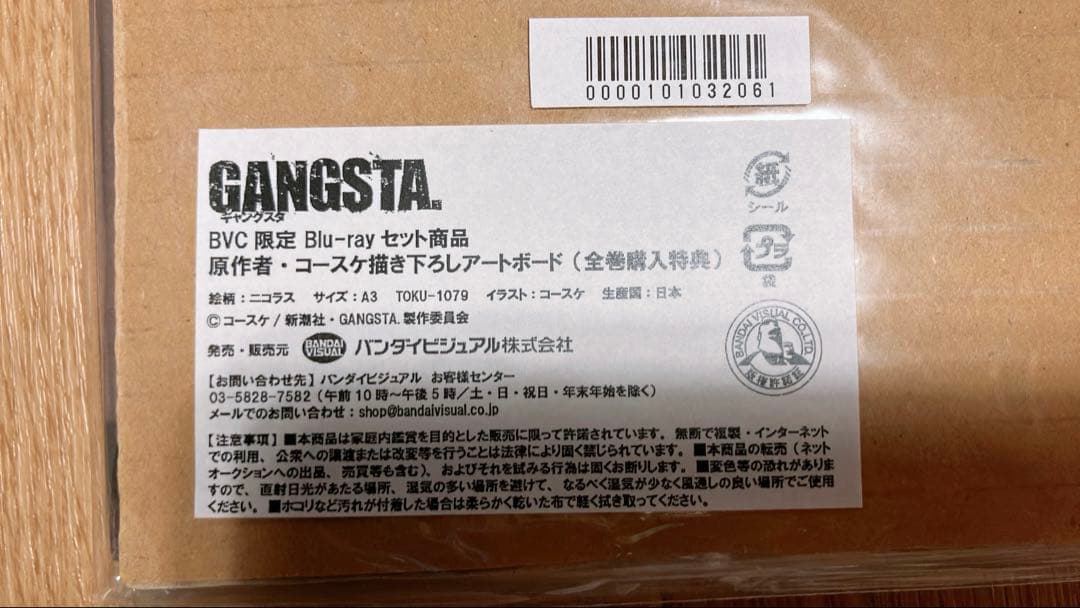 0000101032061
GANGSTA.
ギャングスタ
BVC 限定 Blu-ray セット商品
原作者・コースケ描き下ろしアートボード（全巻購入特典）
絵柄：ニコラス サイズ：A3 TOKU-1079 イラスト：コースケ 生産国：日本
©コースケ / 新潮社・GANGSTA. 製作委員会
発売・販売元 BANDAI VISUAL バンダイビジュアル株式会社
【お問い合わせ先】バンダイビジュアル お客様センター
03-5828-7582（午前10時～午後5時／土・日・祝日・年末年始を除く）
メールでのお問い合わせ：shop@bandaivisual.co.jp
【注意事項】■本商品は家庭内鑑賞を目的とした販売に限って許諾されています。無断で複製・インターネット
での利用、公衆への譲渡または改変等を行うことは法律により固く禁じられています。■本商品の転売（ネット
オークションへの出品、売買等も含む）、およびそれを試みる行為は固くお断りします。■変色等の恐れがありま
すので、直射日光があたる場所、湿気の多い場所を避けて、なるべく湿気が少なく風通しの良い場所でご使用
ください。■ホコリなど汚れが付着した場合は柔らかく乾いた布で軽く拭き取ってください。
紙
シール
プラ
袋
BANDAI VISUAL CO.,LTD.
版権許諾証